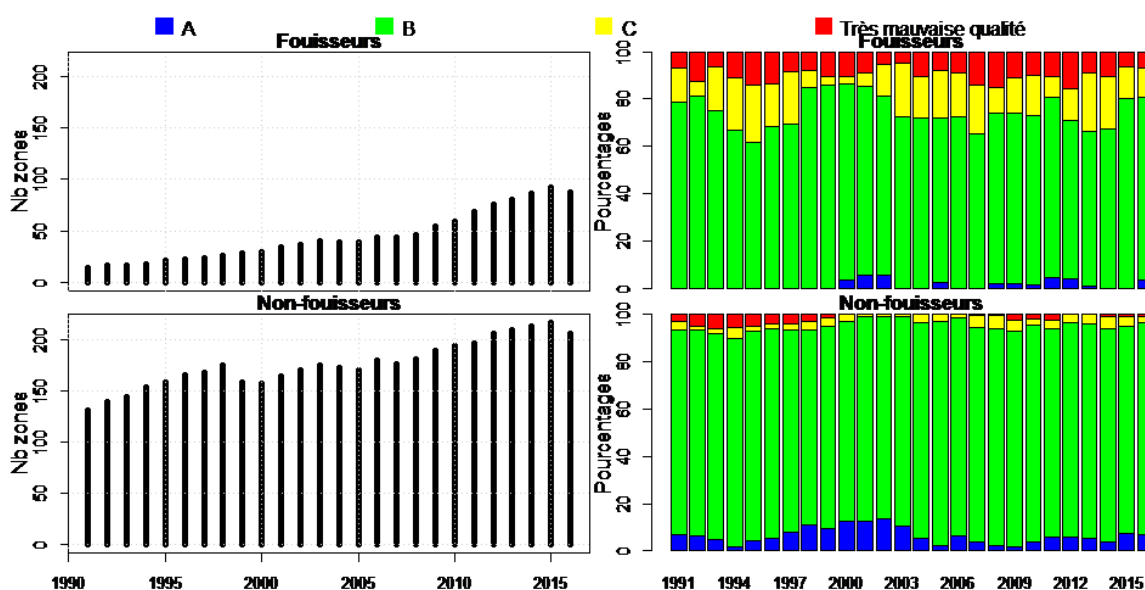 A B C Très mauvaise qualité
Fouisseurs
Nb zones
0 50 100 150 200
Fouisseurs
Pourcentages
0 20 40 60 80 100
Non-fouisseurs
Nb zones
0 50 100 150 200
1990 1995 2000 2005 2010 2015
Non-fouisseurs
Pourcentages
0 20 40 60 80 100
1991 1994 1997 2000 2003 2006 2009 2012 2015